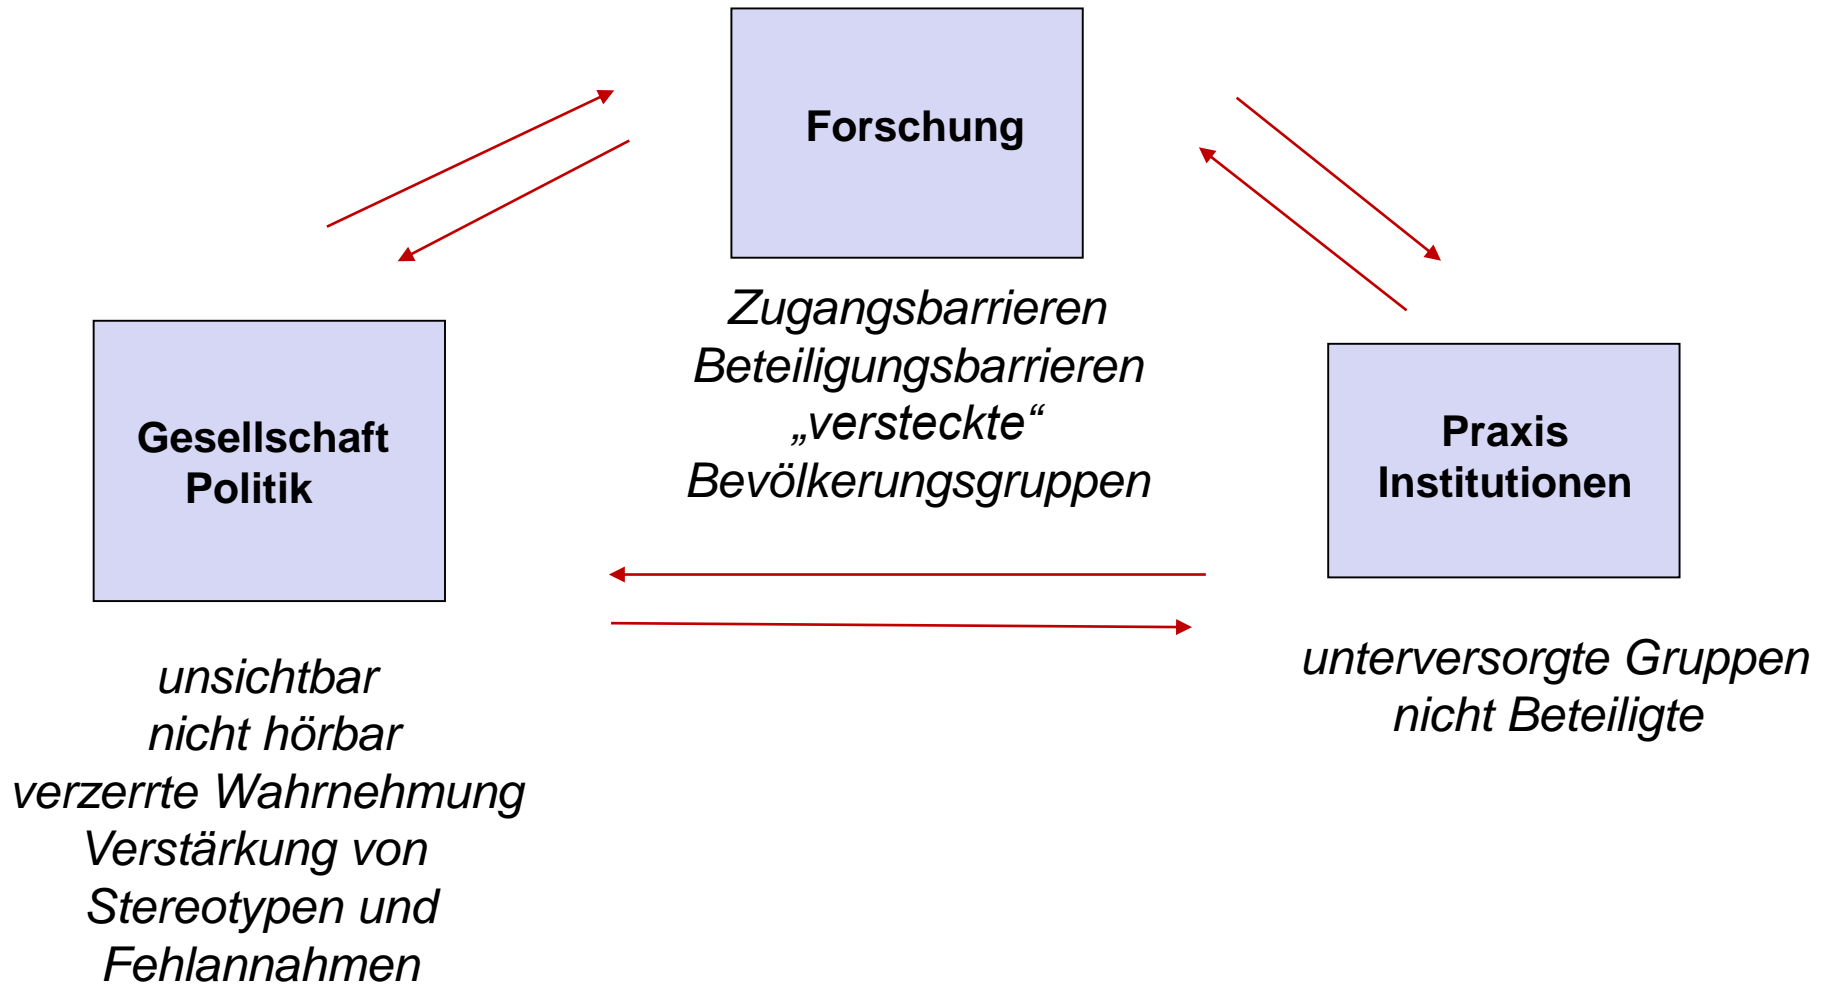 Forschung
Zugangsbarrieren
Beteiligungsbarrieren
„versteckte“
Bevölkerungsgruppen
Gesellschaft
Politik
unsichtbar
nicht hörbar
verzerrte Wahrnehmung
Verstärkung von
Stereotypen und
Fehlannahmen
Praxis
Institutionen
unterversorgte Gruppen
nicht Beteiligte